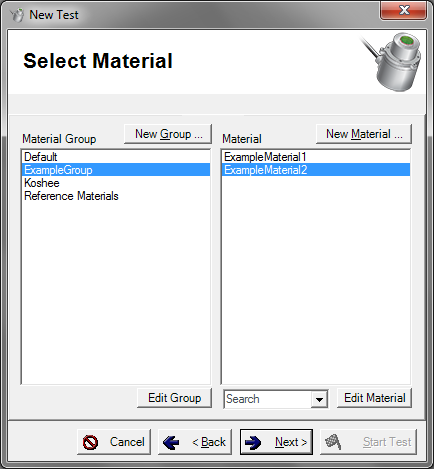 New Test
Select Material
Material Group
New Group ...
Material
New Material ...
Default
ExampleGroup
Koshee
Reference Materials
ExampleMaterial1
ExampleMaterial2
Edit Group
Search
Edit Material
Cancel
< Back
Next >
Start Test